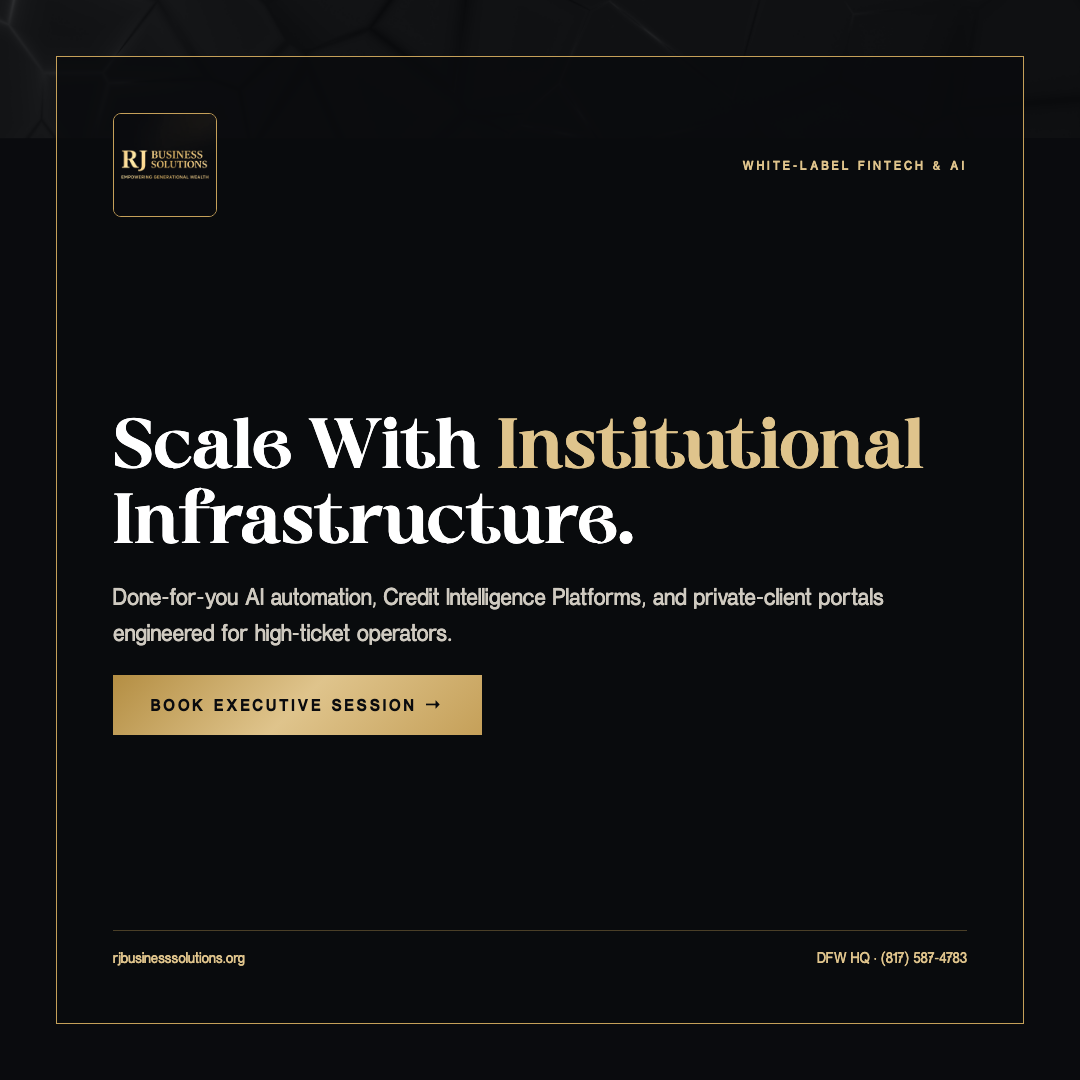 RJ BUSINESS SOLUTIONS
EMPOWERING GENERATIONAL WEALTH
WHITE-LABEL FINTECH & AI
Scale With Institutional
Infrastructure.
Done-for-you AI automation, Credit Intelligence Platforms, and private-client portals
engineered for high-ticket operators.
BOOK EXECUTIVE SESSION →
rjbusinesssolutions.org
DFW HQ · (817) 587-4783